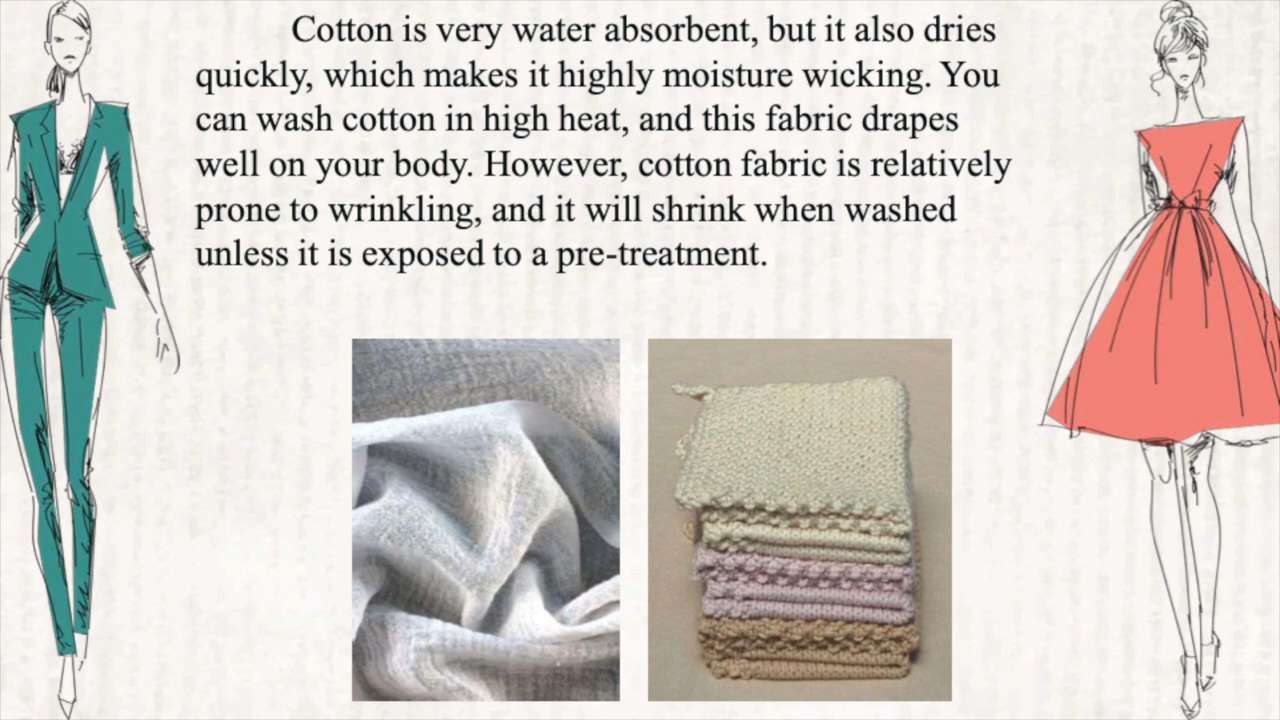 Cotton is very water absorbent, but it also dries
quickly, which makes it highly moisture wicking. You
can wash cotton in high heat, and this fabric drapes
well on your body. However, cotton fabric is relatively
prone to wrinkling, and it will shrink when washed
unless it is exposed to a pre-treatment.